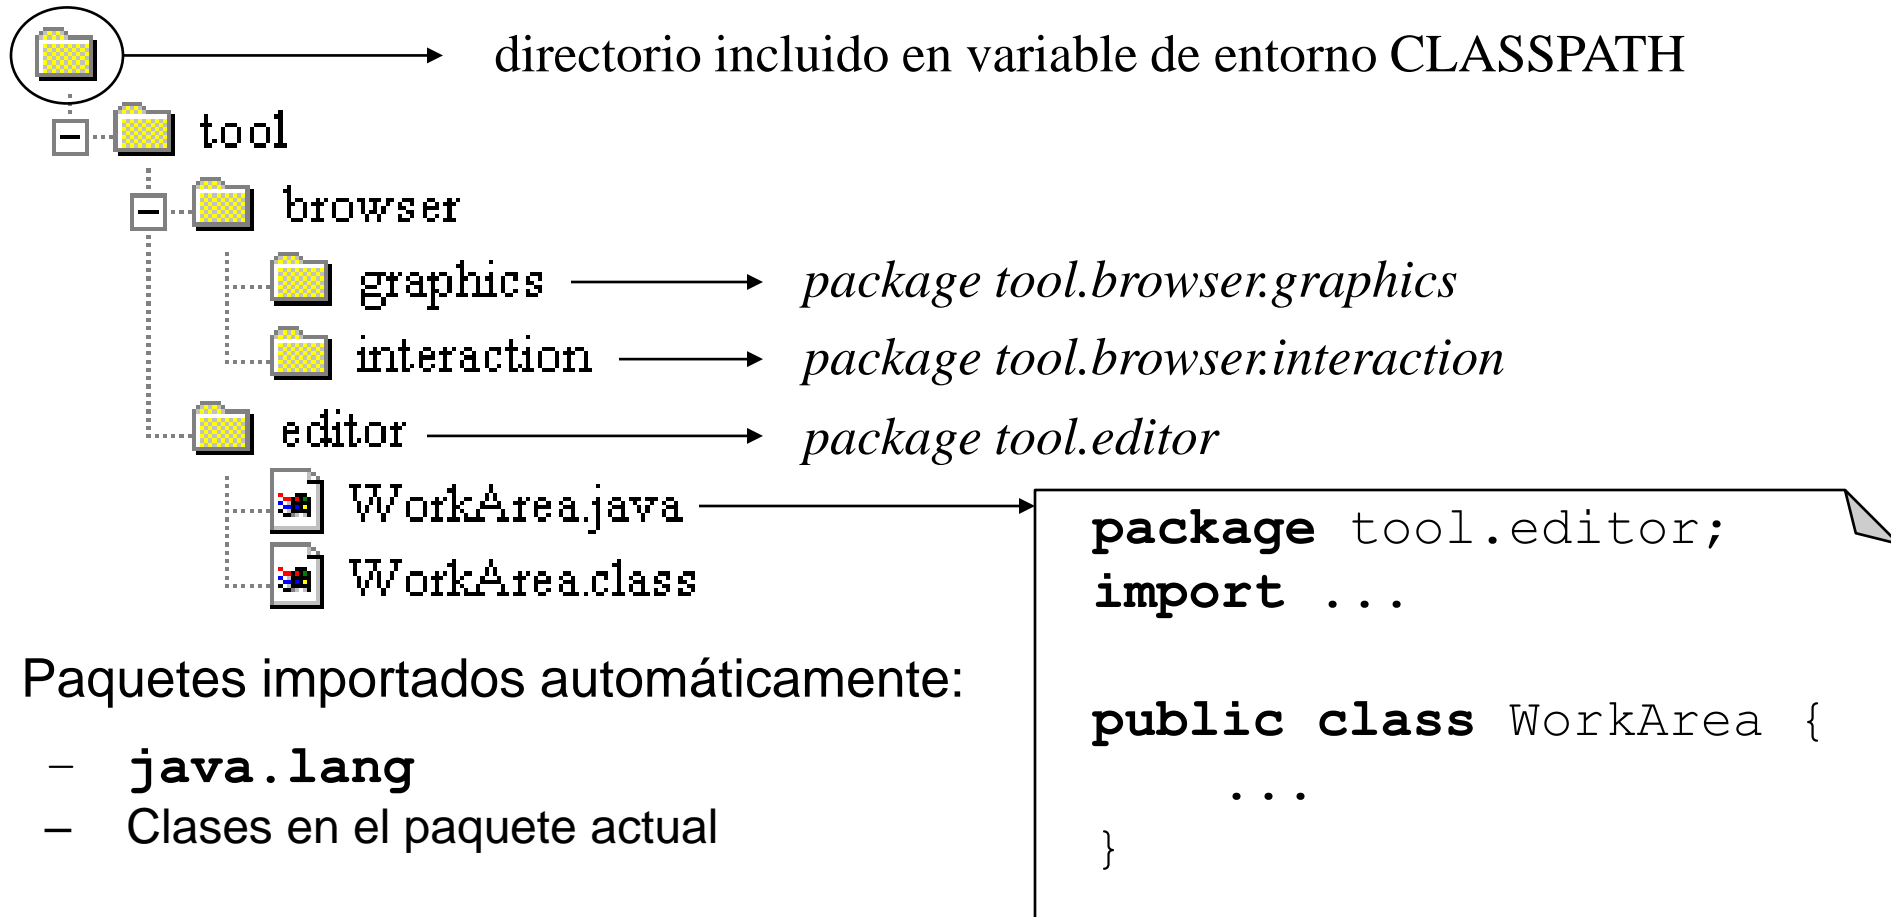 directorio incluido en variable de entorno CLASSPATH
tool
browser
graphics package tool.browser.graphics
interaction package tool.browser.interaction
editor package tool.editor
WorkArea.java
WorkArea.class
package tool.editor;
import ...
public class WorkArea {
...
}
Paquetes importados automáticamente:
– java.lang
– Clases en el paquete actual